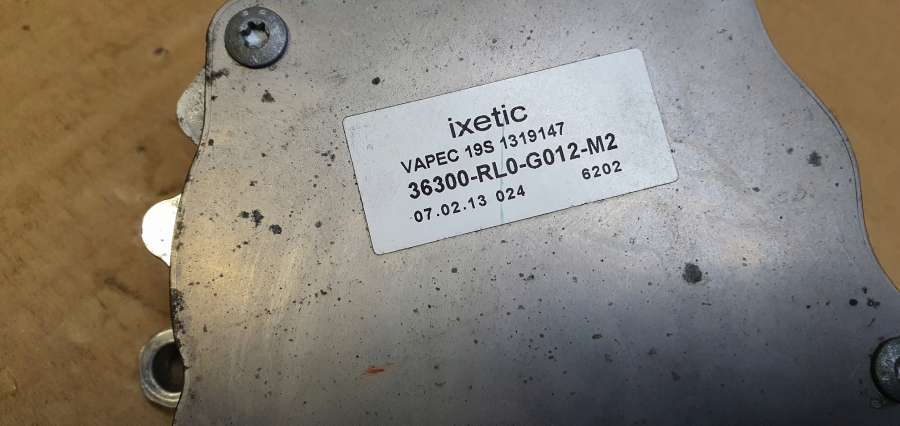 ixetic
VAPEC 19S 1319147
36300-RL0-G012-M2
07.02.13 024 6202